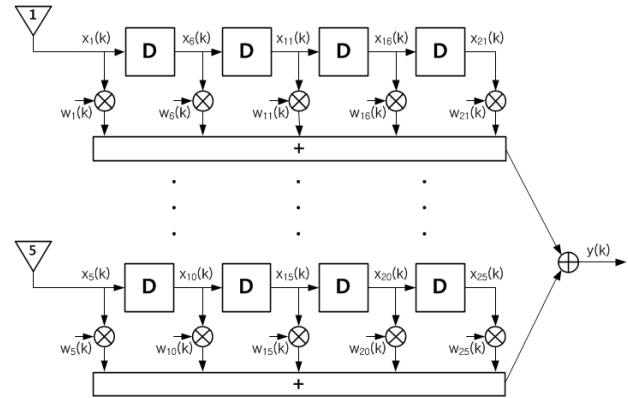 1
x₁(k) x₆(k) x₁₁(k) x₁₆(k) x₂₁(k)
D D D D
w₁(k) w₆(k) w₁₁(k) w₁₆(k) w₂₁(k)
+
y(k)
5
x₅(k) x₁₀(k) x₁₅(k) x₂₀(k) x₂₅(k)
D D D D
w₅(k) w₁₀(k) w₁₅(k) w₂₀(k) w₂₅(k)
+